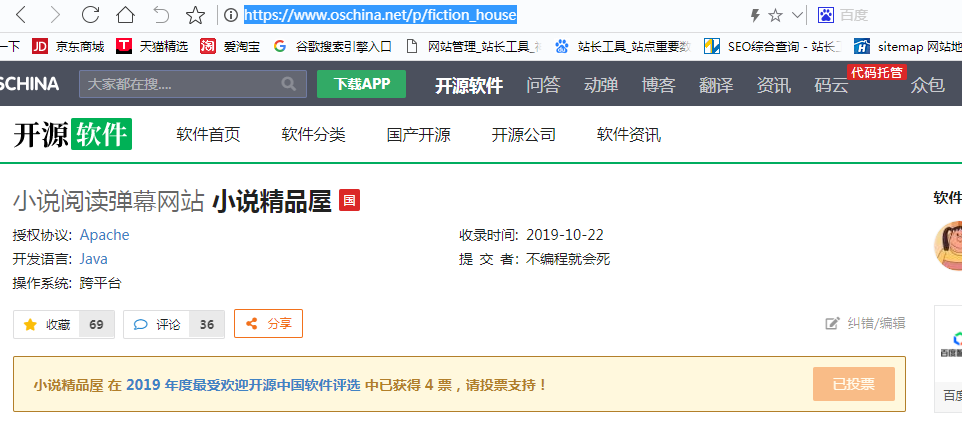 https://www.oschina.net/p/fiction_house
百度
一下 京东商城 天猫精选 爱淘宝 谷歌搜索引擎入口 网站管理_站长工具_ 站长工具_站点重要数 SEO综合查询 - 站长工 sitemap 网站地
OSCHINA 大家都在搜.... 下载APP 开源软件 问答 动弹 博客 翻译 资讯 码云 代码托管 众包
开源软件 软件首页 软件分类 国产开源 开源公司 软件资讯
小说阅读弹幕网站 小说精品屋 国
软件
授权协议: Apache 收录时间: 2019-10-22
开发语言: Java 提 交 者: 不编程就会死
操作系统: 跨平台
收藏 69 评论 36 分享 纠错/编辑
小说精品屋 在 2019 年度最受欢迎开源中国软件评选 中已获得 4 票，请投票支持！ 已投票
百度智
百度